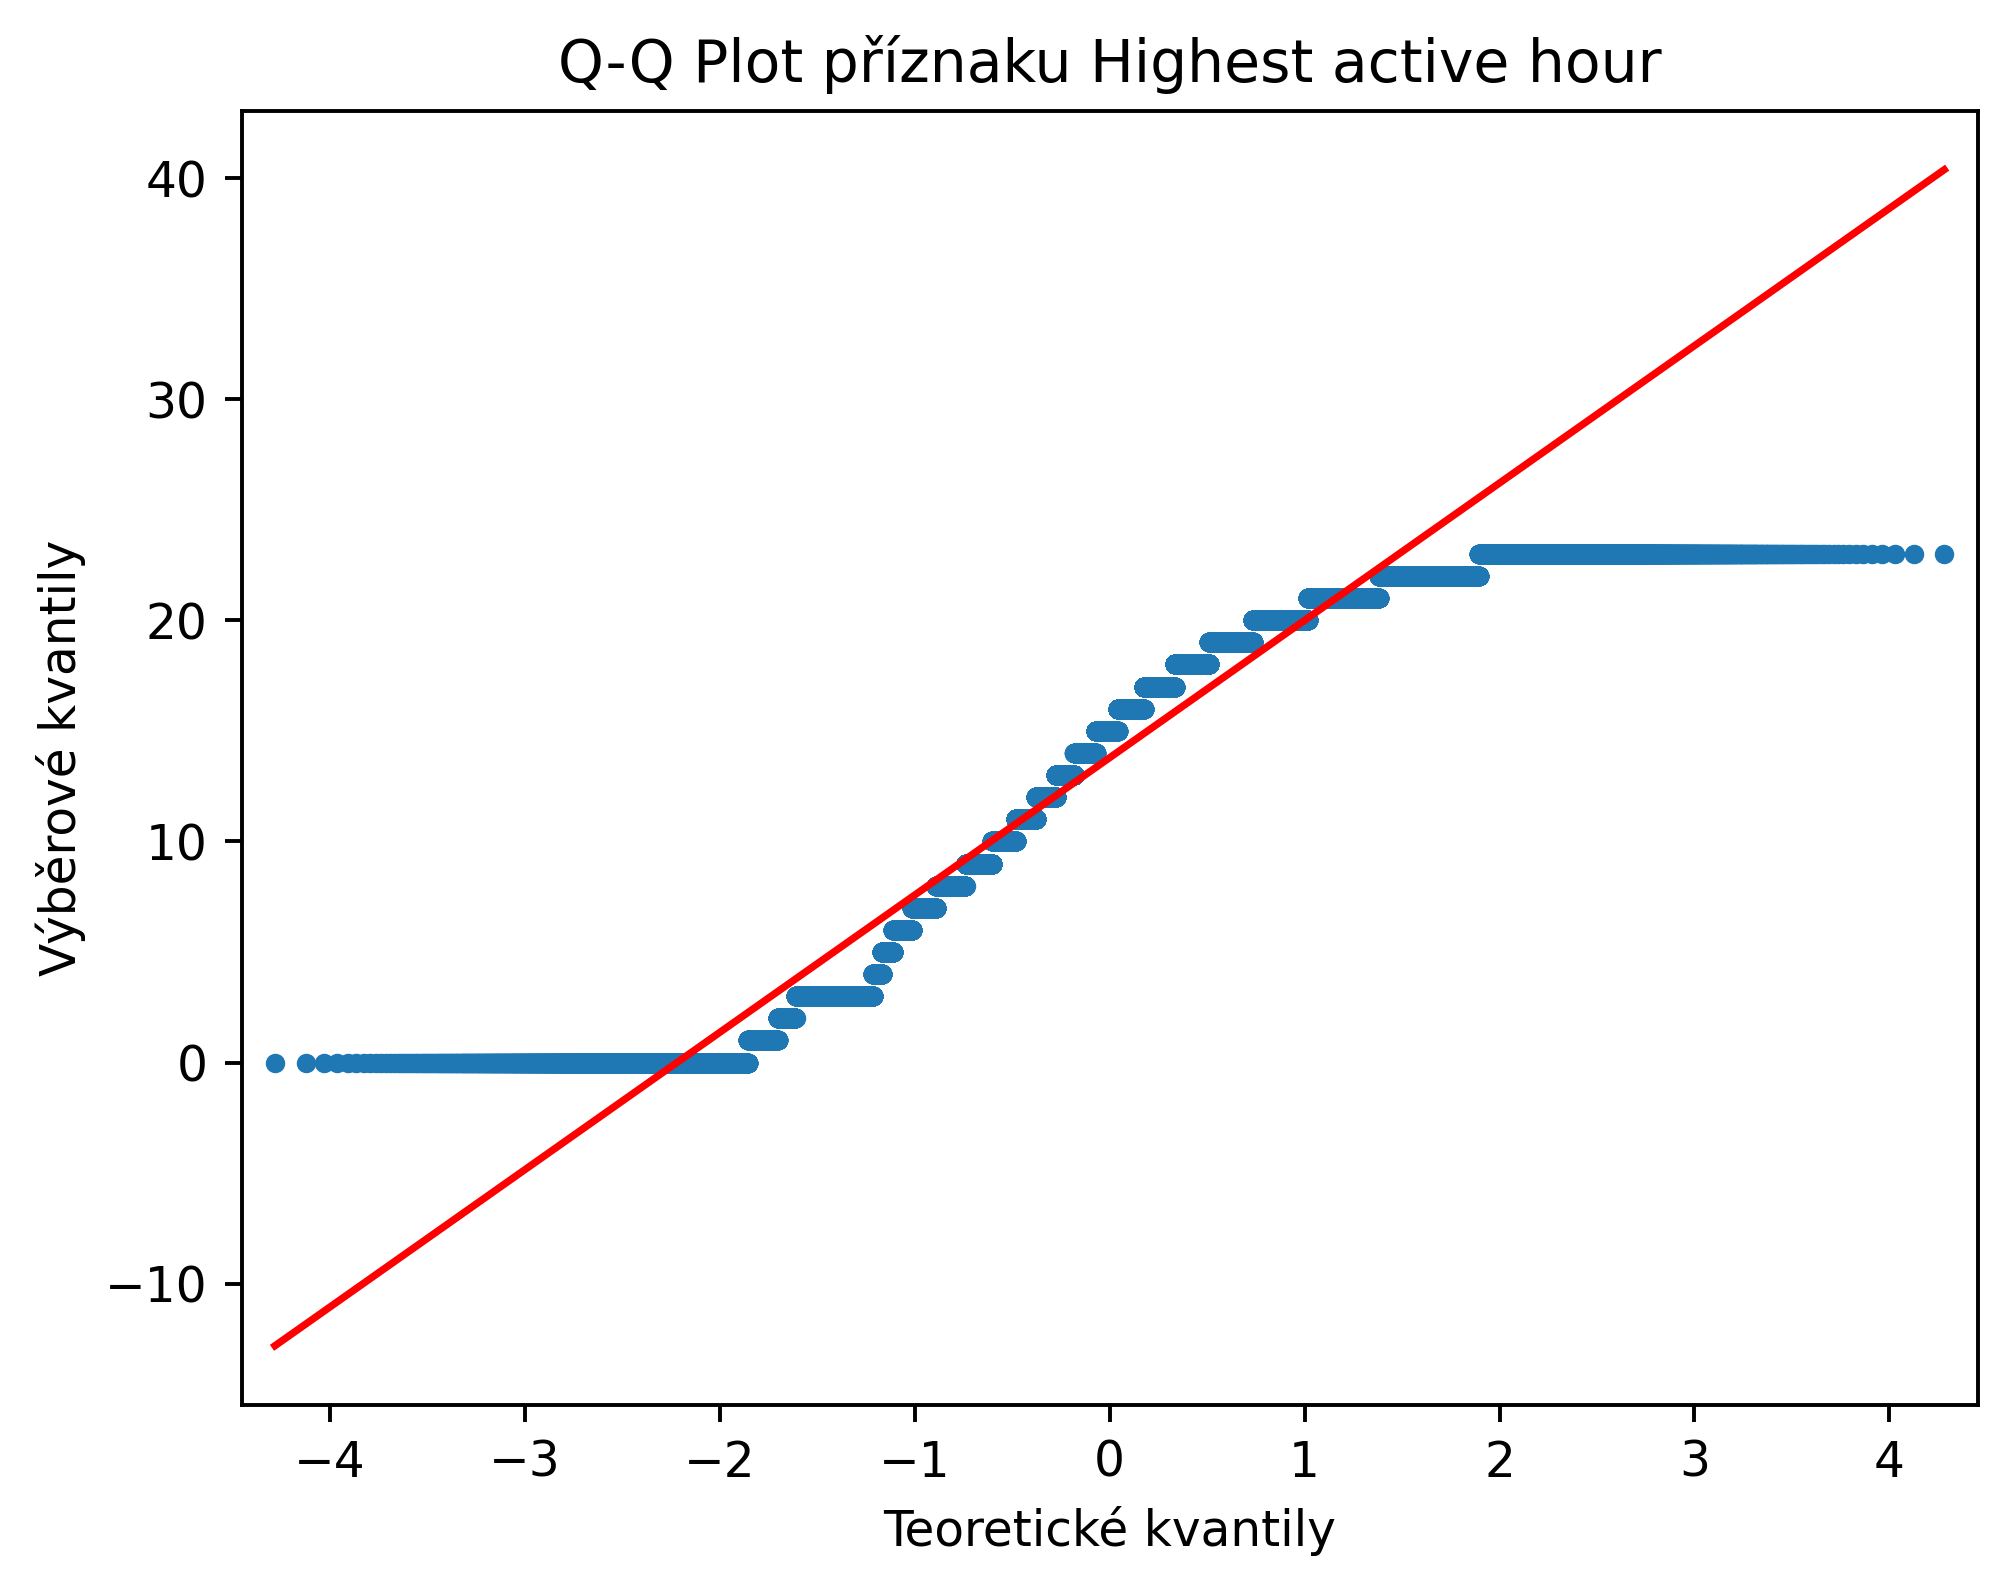 Q-Q Plot příznaku Highest active hour
40
30
20
10
0
−10
Výběrové kvantily
−4 −3 −2 −1 0 1 2 3 4
Teoretické kvantily